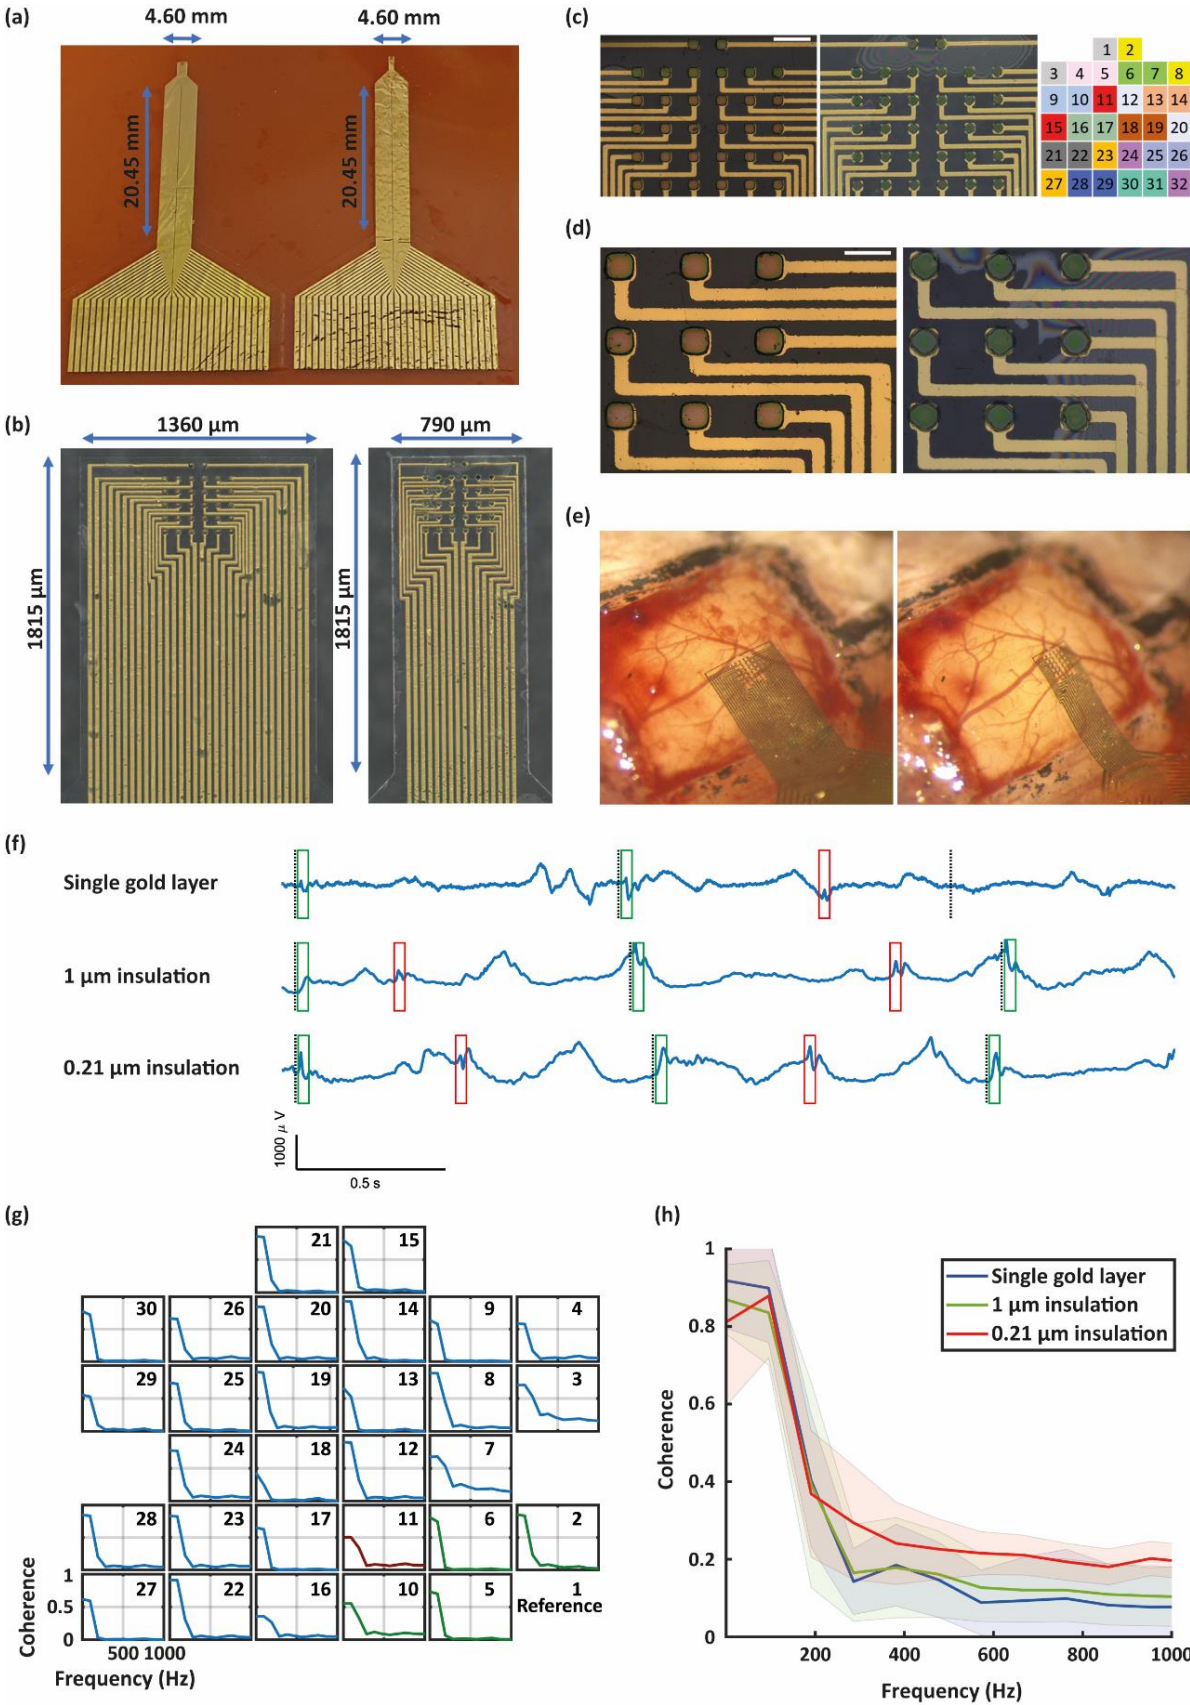 (a)
4.60 mm
4.60 mm
20.45 mm
20.45 mm
(b)
1360 μm
790 μm
1815 μm
1815 μm
(c)
1 2
3 4 5 6 7 8
9 10 11 12 13 14
15 16 17 18 19 20
21 22 23 24 25 26
27 28 29 30 31 32
(d)
(e)
(f)
Single gold layer
1 μm insulation
0.21 μm insulation
1000 μ V
0.5 s
(g)
21 15
30 26 20 14 9 4
29 25 19 13 8 3
24 18 12 7
28 23 17 11 6 2
27 22 16 10 5 1
Reference
Coherence
1
0.5
0
500 1000
Frequency (Hz)
(h)
Single gold layer
1 μm insulation
0.21 μm insulation
Coherence
1
0.8
0.6
0.4
0.2
0
200 400 600 800 1000
Frequency (Hz)